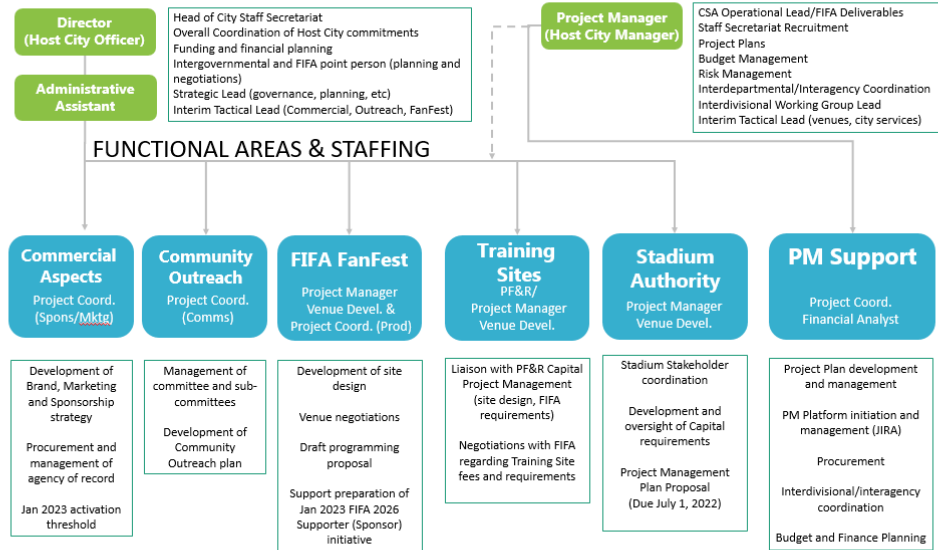 Director
(Host City Officer)
Administrative
Assistant
Head of City Staff Secretariat
Overall Coordination of Host City commitments
Funding and financial planning
Intergovernmental and FIFA point person (planning and
negotiations)
Strategic Lead (governance, planning, etc)
Interim Tactical Lead (Commercial, Outreach, FanFest)
Project Manager
(Host City Manager)
CSA Operational Lead/FIFA Deliverables
Staff Secretariat Recruitment
Project Plans
Budget Management
Risk Management
Interdepartmental/Interagency Coordination
Interdivisional Working Group Lead
Interim Tactical Lead (venues, city services)
FUNCTIONAL AREAS & STAFFING
Commercial
Aspects
Project Coord.
(Spons/Mktg)
Development of
Brand, Marketing
and Sponsorship
strategy
Procurement and
management of
agency of record
Jan 2023 activation
threshold
Community
Outreach
Project Coord.
(Comms)
Management of
committee and sub-
committees
Development of
Community
Outreach plan
FIFA FanFest
Project Manager
Venue Devel. &
Project Coord. (Prod)
Development of site
design
Venue negotiations
Draft programming
proposal
Support preparation of
Jan 2023 FIFA 2026
Supporter (Sponsor)
initiative
Training
Sites
PF&R/
Project Manager
Venue Devel.
Liaison with PF&R Capital
Project Management
(site design, FIFA
requirements)
Negotiations with FIFA
regarding Training Site
fees and requirements
Stadium
Authority
Project Manager
Venue Devel.
Stadium Stakeholder
coordination
Development and
oversight of Capital
requirements
Project Management
Plan Proposal
(Due July 1, 2022)
PM Support
Project Coord.
Financial Analyst
Project Plan development
and management
PM Platform initiation and
management (JIRA)
Procurement
Interdivisional/interagency
coordination
Budget and Finance Planning